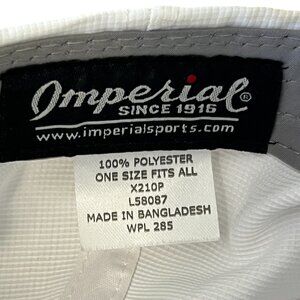 Imperial®
SINCE 1916
www.imperialsports.com
100% POLYESTER
ONE SIZE FITS ALL
X210P
L58087
MADE IN BANGLADESH
WPL 285